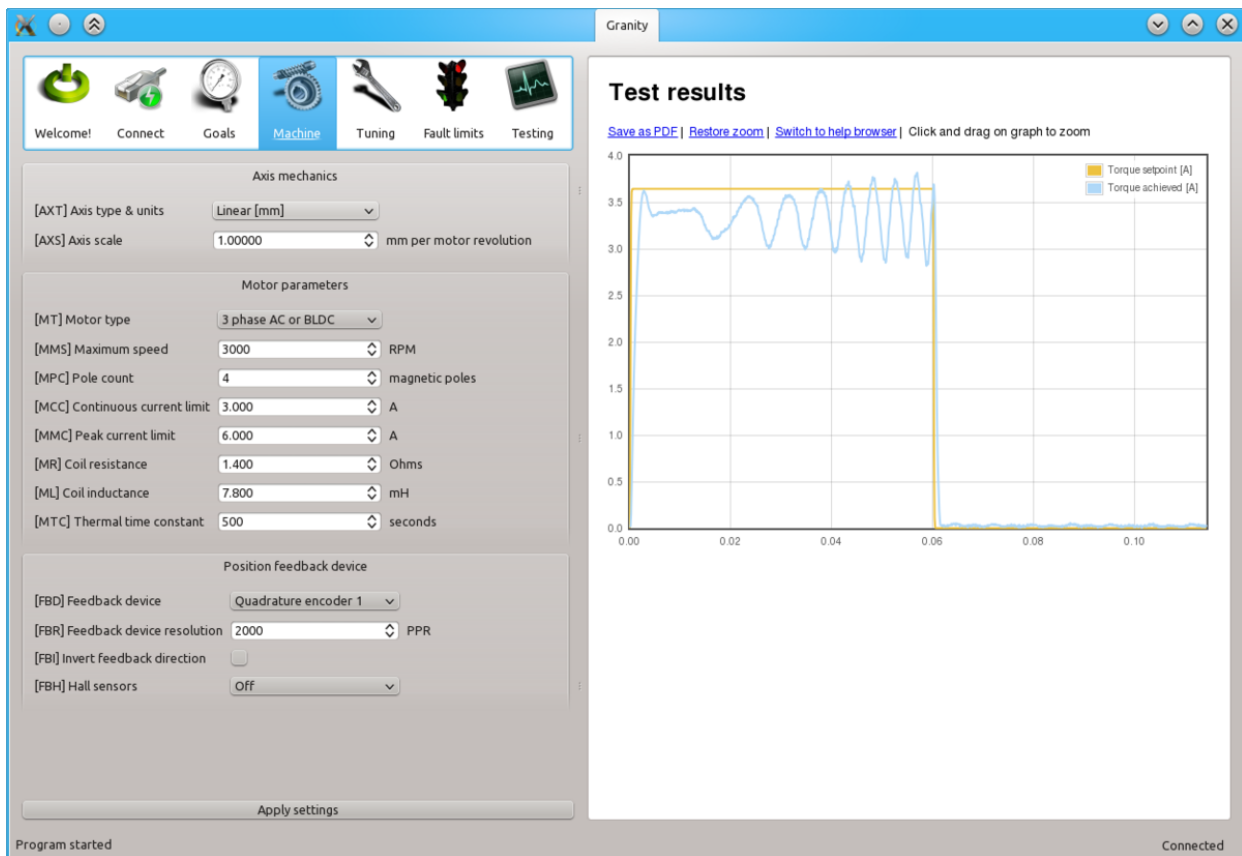 Granity
Welcome! Connect Goals Machine Tuning Fault limits Testing
Axis mechanics
[AXT] Axis type & units Linear [mm]
[AXS] Axis scale 1.00000 mm per motor revolution
Motor parameters
[MT] Motor type 3 phase AC or BLDC
[MMS] Maximum speed 3000 RPM
[MPC] Pole count 4 magnetic poles
[MCC] Continuous current limit 3.000 A
[MMC] Peak current limit 6.000 A
[MR] Coil resistance 1.400 Ohms
[ML] Coil inductance 7.800 mH
[MTC] Thermal time constant 500 seconds
Position feedback device
[FBD] Feedback device Quadrature encoder 1
[FBR] Feedback device resolution 2000 PPR
[FBI] Invert feedback direction
[FBH] Hall sensors Off
Apply settings
Test results
Save as PDF | Restore zoom | Switch to help browser | Click and drag on graph to zoom
Torque setpoint [A]
Torque achieved [A]
4.0
3.5
3.0
2.5
2.0
1.5
1.0
0.5
0.0
0.00 0.02 0.04 0.06 0.08 0.10
Program started Connected